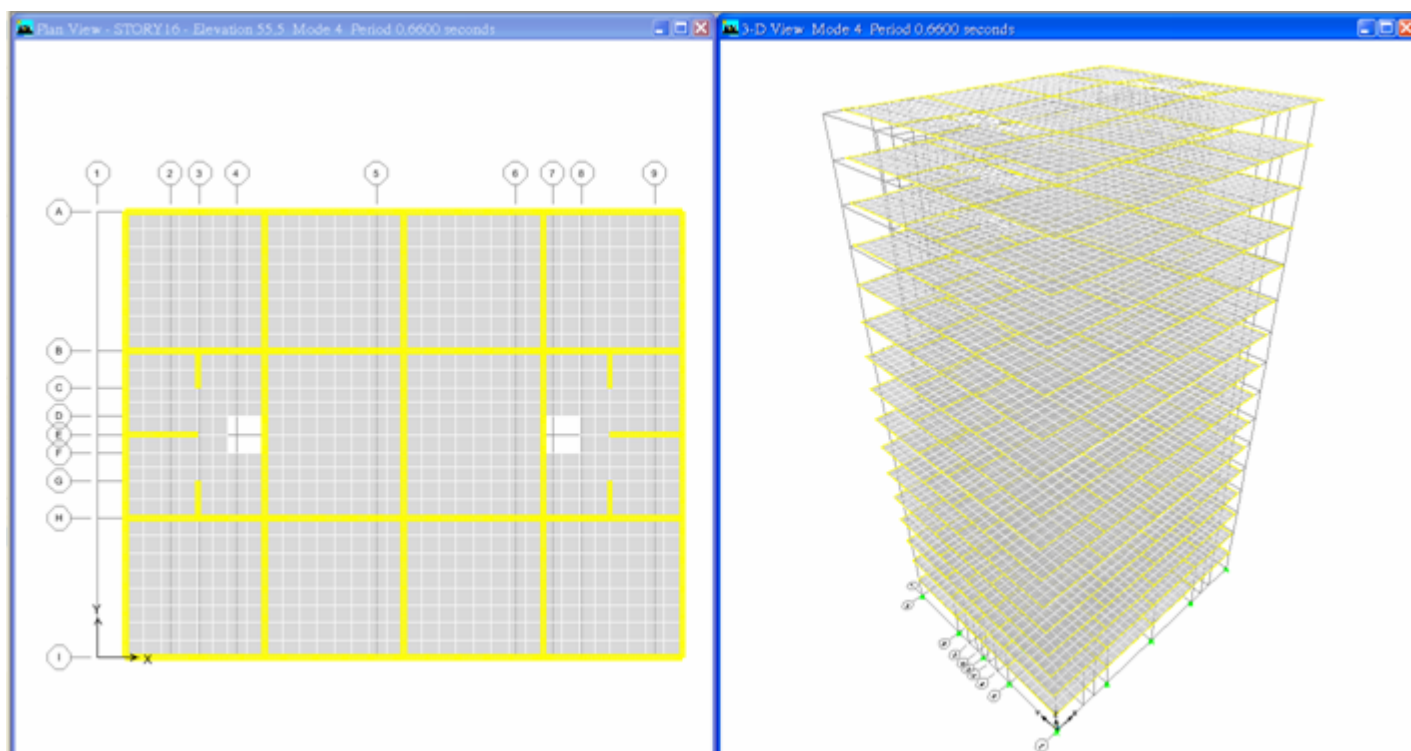 Plan View - STORY16 - Elevation 55.5 Mode 4 Period 0.6600 seconds
3-D View Mode 4 Period 0.6600 seconds
1 2 3 4 5 6 7 8 9
A
B
C
D
E
F
G
H
I
Y
X